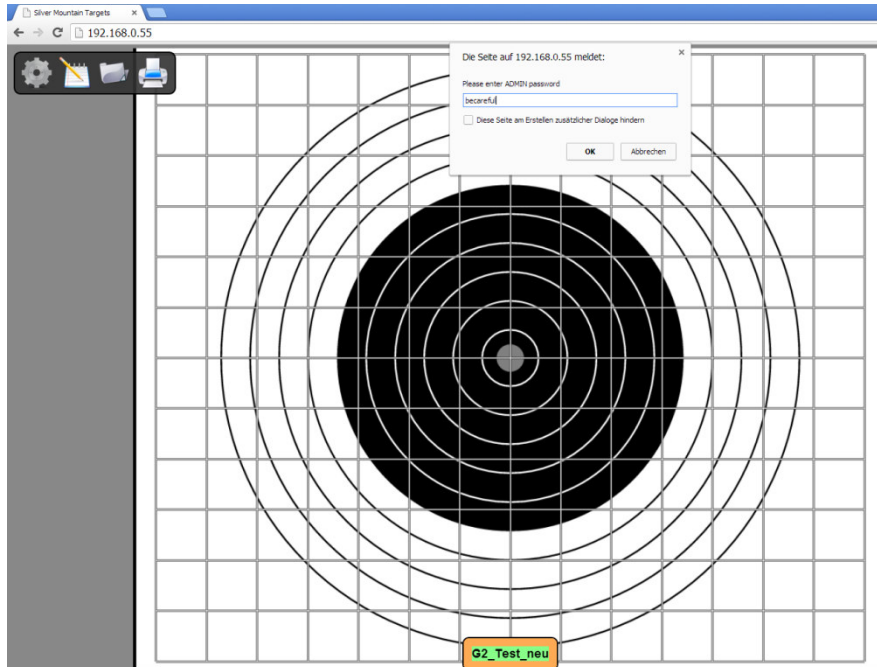 Silver Mountain Targets
192.168.0.55
Die Seite auf 192.168.0.55 meldet:
Please enter ADMIN password
becareful
Diese Seite am Erstellen zusätzlicher Dialoge hindern
OK Abbrechen
G2_Test_neu